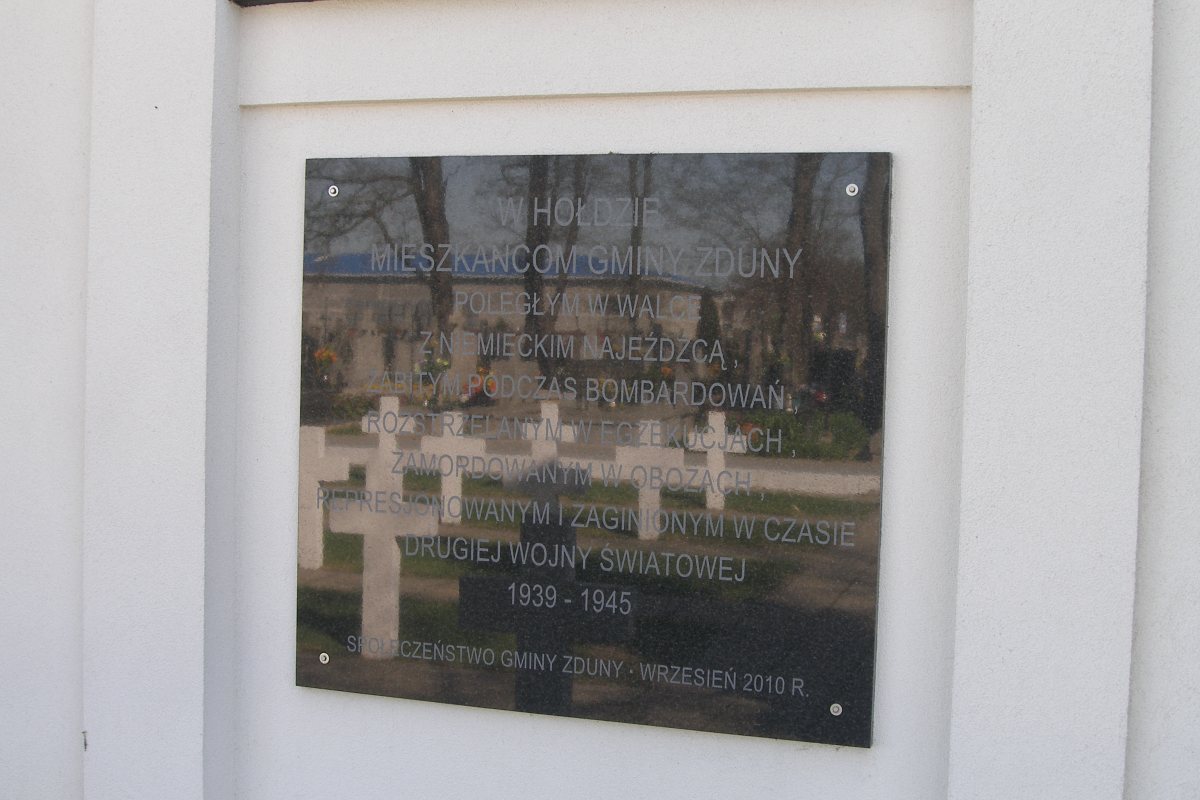 W HOŁDZIE
MIESZKAŃCOM GMINY ZDUNY
POLEGŁYM W WALCE
Z NIEMIECKIM NAJEŹDŹCĄ,
ZABITYM PODCZAS BOMBARDOWAŃ,
ROZSTRZELANYM W EGZEKUCJACH,
ZAMORDOWANYM W OBOZACH,
REPRESJONOWANYM I ZAGINIONYM W CZASIE
DRUGIEJ WOJNY ŚWIATOWEJ
1939 - 1945
SPOŁECZEŃSTWO GMINY ZDUNY · WRZESIEŃ 2010 R.